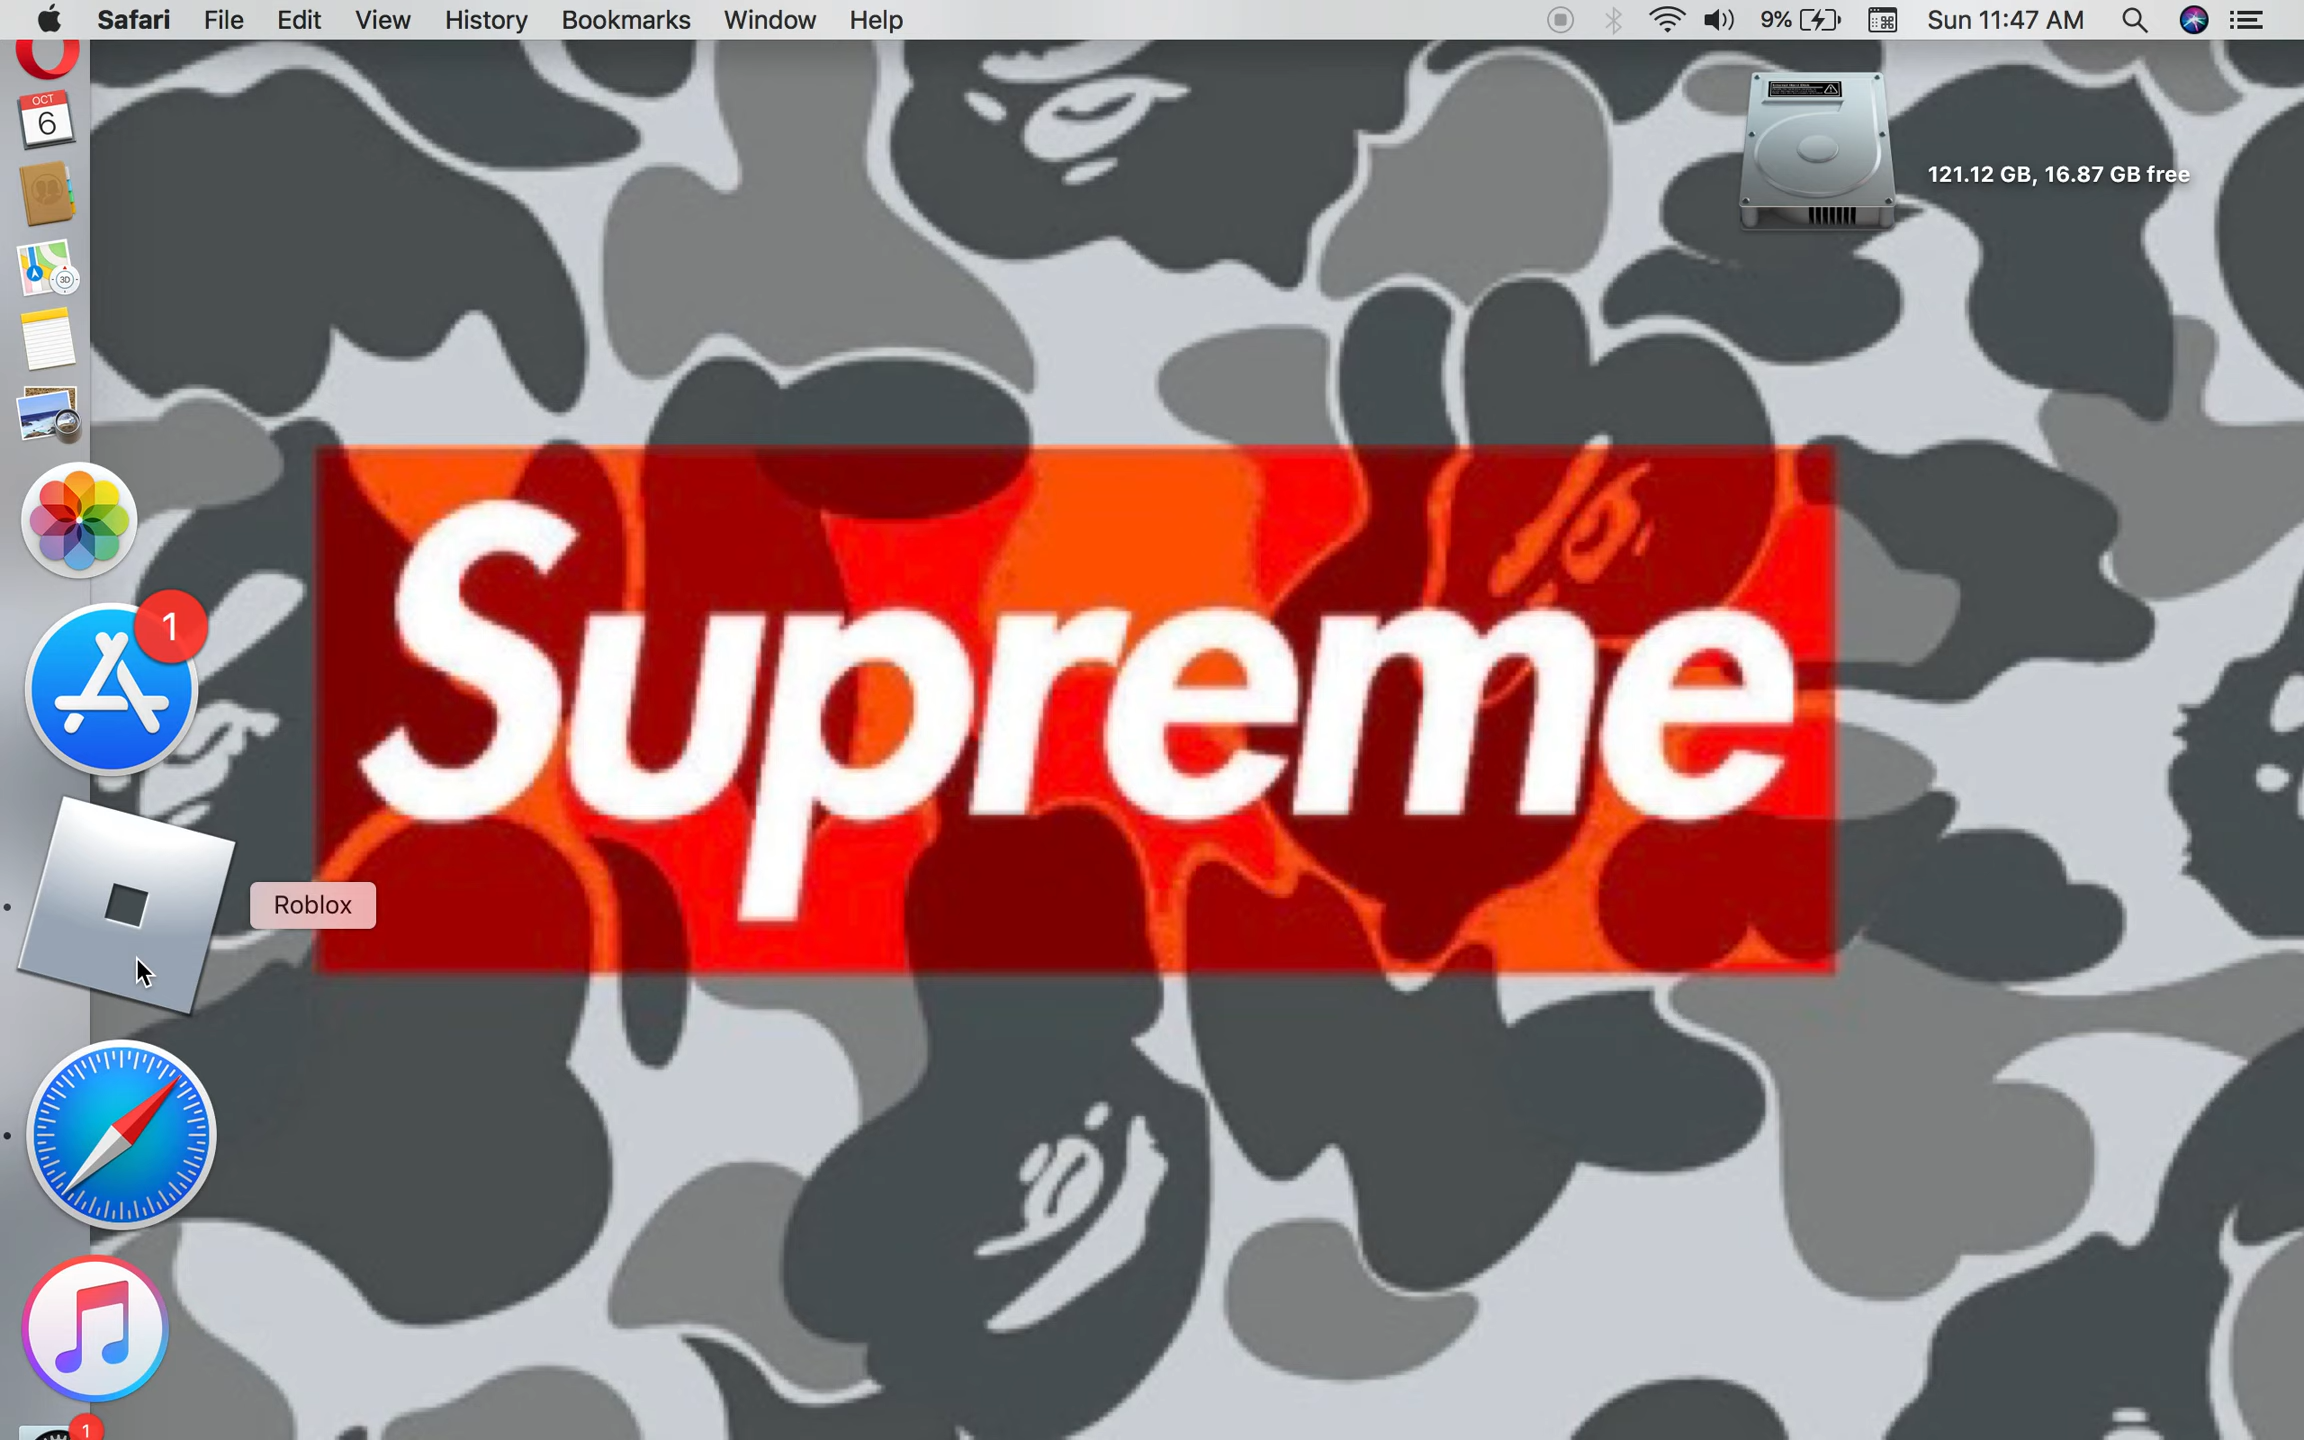 Safari File Edit View History Bookmarks Window Help 9% Sun 11:47 AM
OCT
6
121.12 GB, 16.87 GB free
3D
Supreme
1
Roblox
1